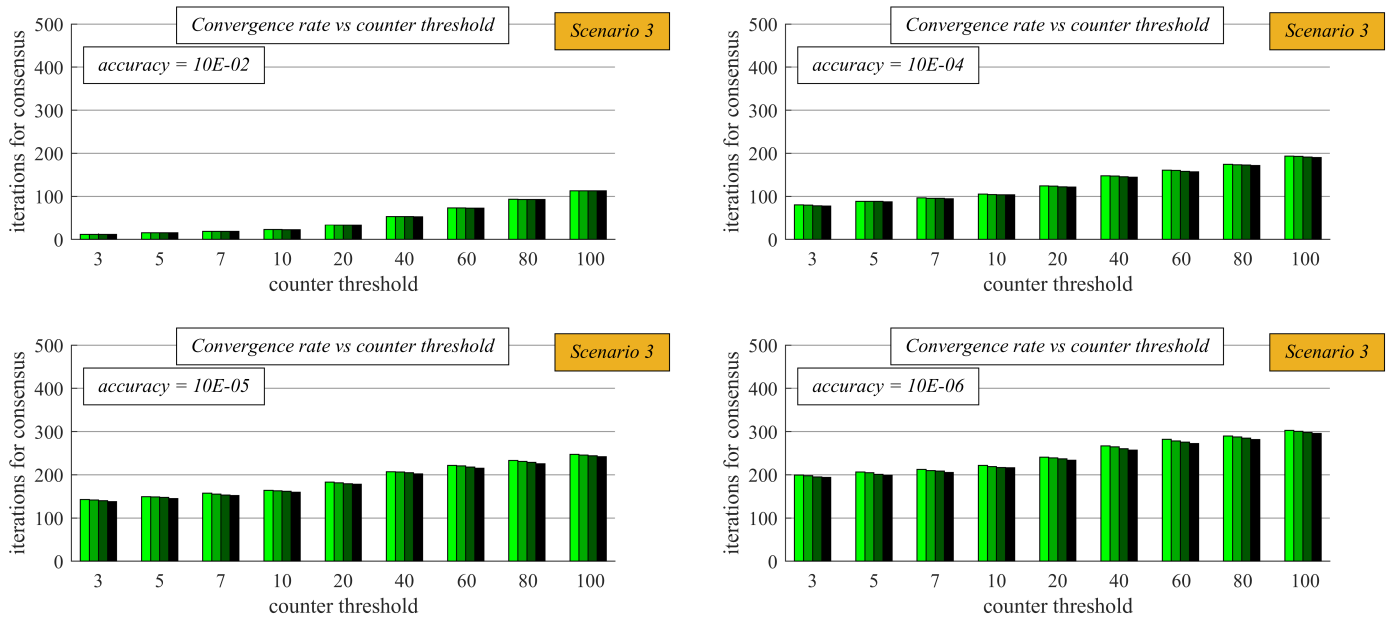 Convergence rate vs counter threshold
Scenario 3
accuracy = 10E-02
iterations for consensus
500
400
300
200
100
0
3 5 7 10 20 40 60 80 100
counter threshold
Convergence rate vs counter threshold
Scenario 3
accuracy = 10E-04
iterations for consensus
500
400
300
200
100
0
3 5 7 10 20 40 60 80 100
counter threshold
Convergence rate vs counter threshold
Scenario 3
accuracy = 10E-05
iterations for consensus
500
400
300
200
100
0
3 5 7 10 20 40 60 80 100
counter threshold
Convergence rate vs counter threshold
Scenario 3
accuracy = 10E-06
iterations for consensus
500
400
300
200
100
0
3 5 7 10 20 40 60 80 100
counter threshold